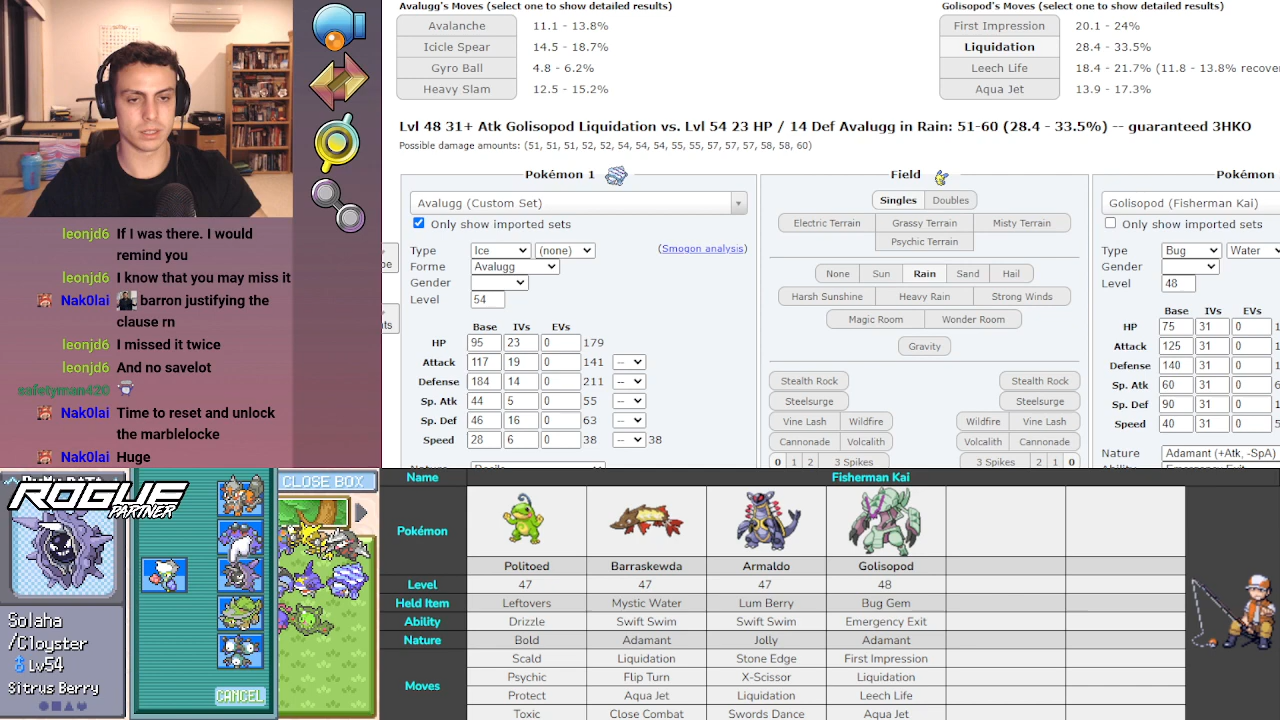 Avalugg's Moves (select one to show detailed results)
Avalanche 11.1 - 13.8%
Icicle Spear 14.5 - 18.7%
Gyro Ball 4.8 - 6.2%
Heavy Slam 12.5 - 15.2%
Golisopod's Moves (select one to show detailed results)
First Impression 20.1 - 24%
Liquidation 28.4 - 33.5%
Leech Life 18.4 - 21.7% (11.8 - 13.8% recover
Aqua Jet 13.9 - 17.3%
Lvl 48 31+ Atk Golisopod Liquidation vs. Lvl 54 23 HP / 14 Def Avalugg in Rain: 51-60 (28.4 - 33.5%) -- guaranteed 3HKO
Possible damage amounts: (51, 51, 51, 52, 52, 54, 54, 54, 55, 55, 57, 57, 57, 58, 58, 60)
Pokémon 1
Avalugg (Custom Set)
Only show imported sets
Type Ice (none) (Smogon analysis)
Forme Avalugg
Gender
Level 54
Base IVs EVs
HP 95 23 0 179
Attack 117 19 0 141 --
Defense 184 14 0 211 --
Sp. Atk 44 5 0 55 --
Sp. Def 46 16 0 63 --
Speed 28 6 0 38 -- 38
Field
Singles Doubles
Electric Terrain Grassy Terrain Misty Terrain
Psychic Terrain
None Sun Rain Sand Hail
Harsh Sunshine Heavy Rain Strong Winds
Magic Room Wonder Room
Gravity
Stealth Rock Stealth Rock
Steelsurge Steelsurge
Vine Lash Wildfire Wildfire Vine Lash
Cannonade Volcalith Volcalith Cannonade
0 1 2 3 Spikes 3 Spikes 2 1 0
Pokémon
Golisopod (Fisherman Kai)
Only show imported sets
Type Bug Water
Gender
Level 48
Base IVs EVs
HP 75 31 0
Attack 125 31 0
Defense 140 31 0
Sp. Atk 60 31 0
Sp. Def 90 31 0
Speed 40 31 0
Nature Adamant (+Atk, -SpA)
leonjd6 If I was there. I would
remind you
leonjd6 I know that you may miss it
Nak0lai barron justifying the
clause rn
leonjd6 I missed it twice
leonjd6 And no savelot
safetyman420
Nak0lai Time to reset and unlock
the marblelocke
Nak0lai Huge
ROGUE
PARTNER
CLOSE BOX
Solaha
/Cloyster
Lv54
Sitrus Berry
CANCEL
Name Fisherman Kai
Pokémon Politoed Barraskewda Armaldo Golisopod
Level 47 47 47 48
Held Item Leftovers Mystic Water Lum Berry Bug Gem
Ability Drizzle Swift Swim Swift Swim Emergency Exit
Nature Bold Adamant Jolly Adamant
Moves
Scald Liquidation Stone Edge First Impression
Psychic Flip Turn X-Scissor Liquidation
Protect Aqua Jet Liquidation Leech Life
Toxic Close Combat Swords Dance Aqua Jet